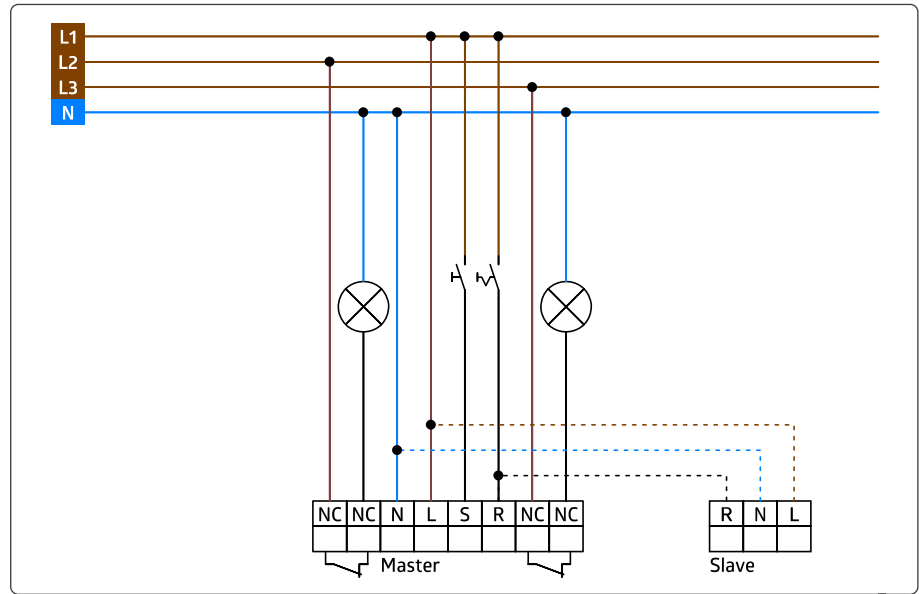 L1
L2
L3
N
NC NC N L S R NC NC
R N L
Master
Slave